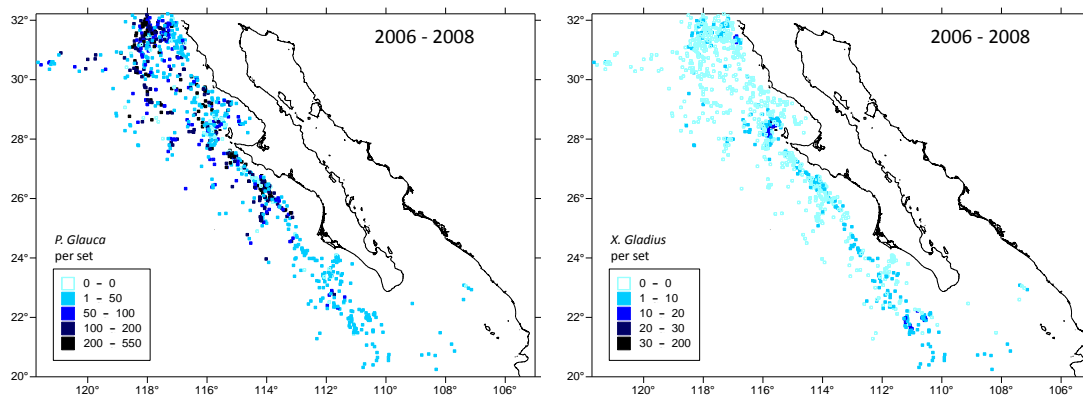 32°
30°
28°
26°
24°
22°
20°
2006 - 2008
P. Glauca
per set
0 – 0
1 – 50
50 – 100
100 – 200
200 – 550
120° 118° 116° 114° 112° 110° 108° 106°
32°
30°
28°
26°
24°
22°
20°
2006 - 2008
X. Gladius
per set
0 – 0
1 – 10
10 – 20
20 – 30
30 – 200
120° 118° 116° 114° 112° 110° 108° 106°